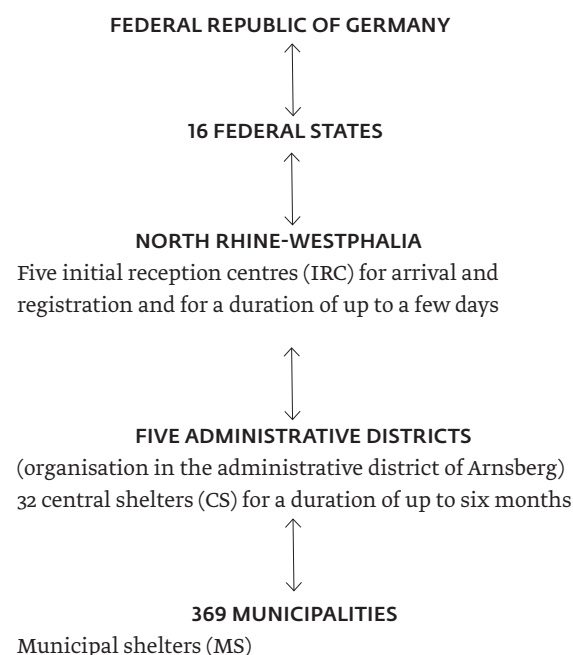 FEDERAL REPUBLIC OF GERMANY
16 FEDERAL STATES
NORTH RHINE-WESTPHALIA
Five initial reception centres (IRC) for arrival and
registration and for a duration of up to a few days
FIVE ADMINISTRATIVE DISTRICTS
(organisation in the administrative district of Arnsberg)
32 central shelters (CS) for a duration of up to six months
369 MUNICIPALITIES
Municipal shelters (MS)